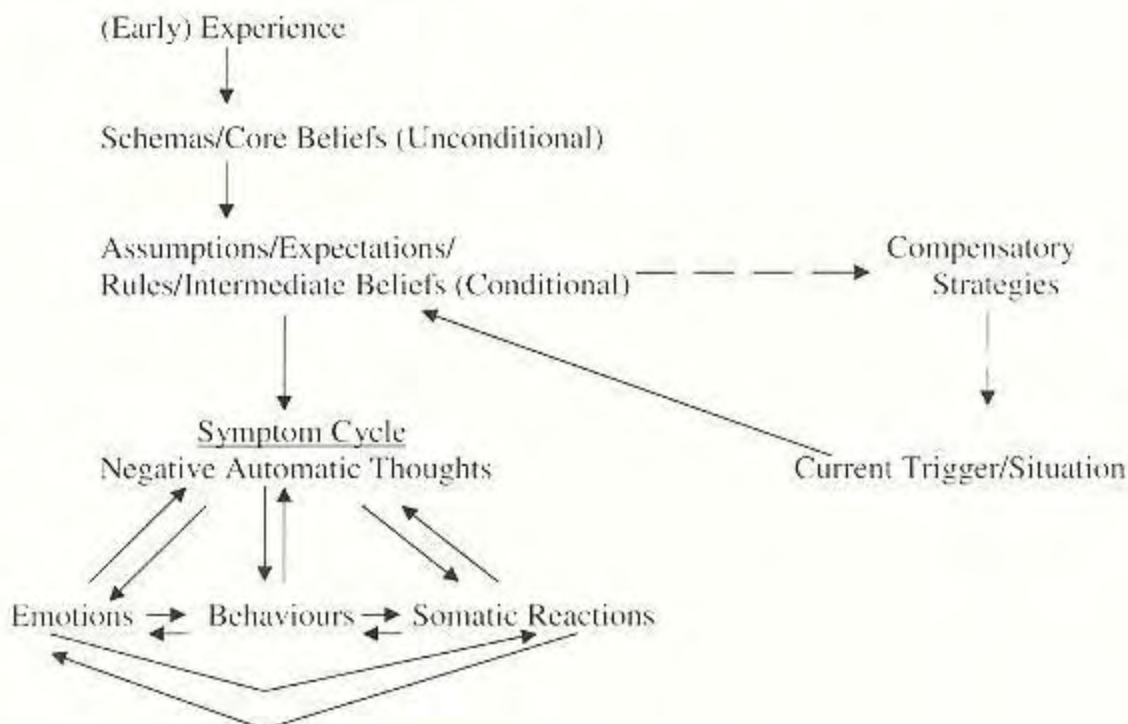 (Early) Experience
Schemas/Core Beliefs (Unconditional)
Assumptions/Expectations/
Rules/Intermediate Beliefs (Conditional)
Compensatory
Strategies
Symptom Cycle
Negative Automatic Thoughts
Current Trigger/Situation
Emotions
Behaviours
Somatic Reactions